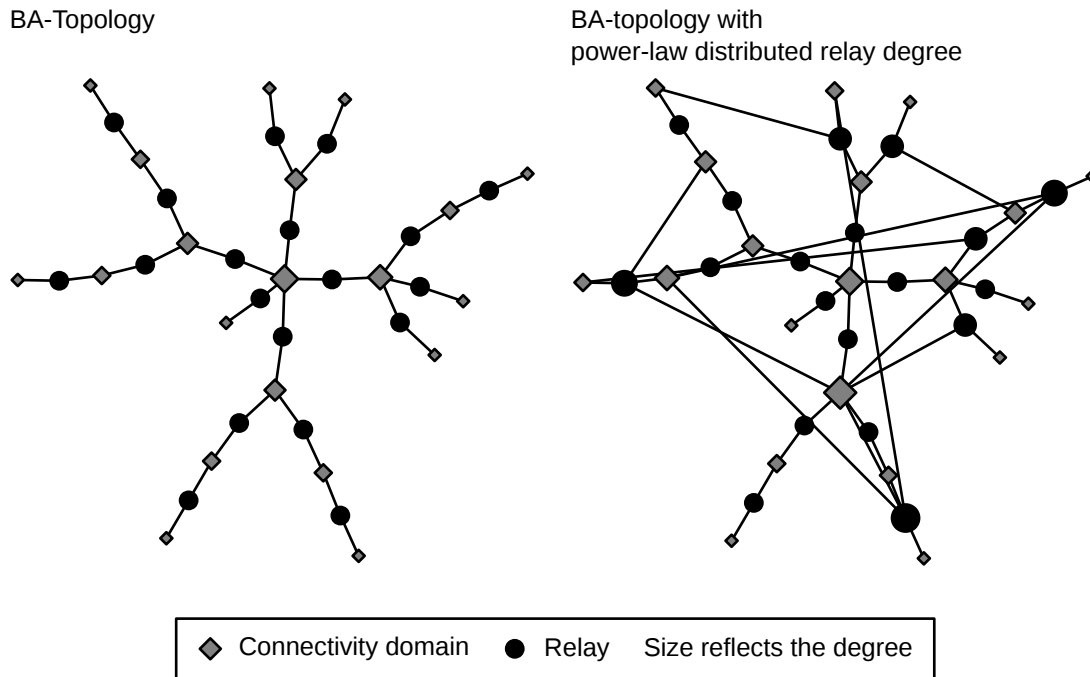 BA-Topology
BA-topology with
power-law distributed relay degree
Connectivity domain Relay Size reflects the degree